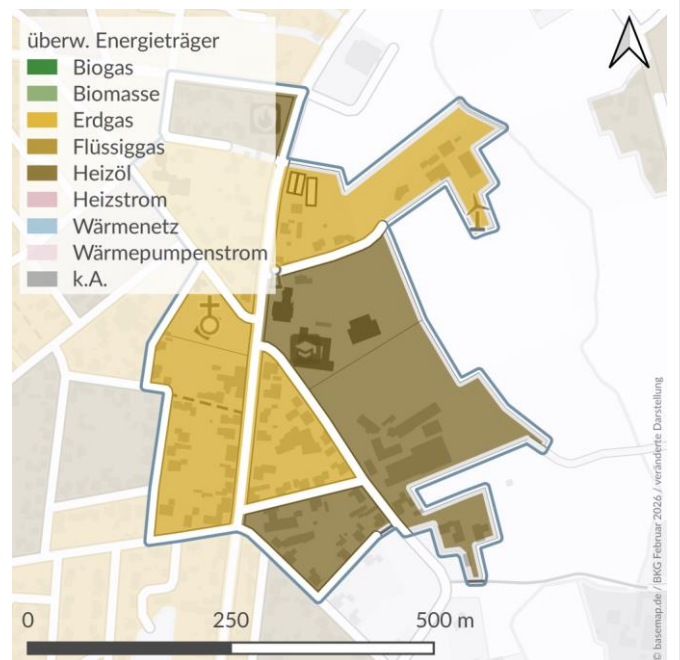 überw. Energieträger
Biogas
Biomasse
Erdgas
Flüssiggas
Heizöl
Heizstrom
Wärmenetz
Wärmepumpenstrom
k.A.
0 250 500 m
© basemap.de / BKG Februar 2026 / veränderte Darstellung